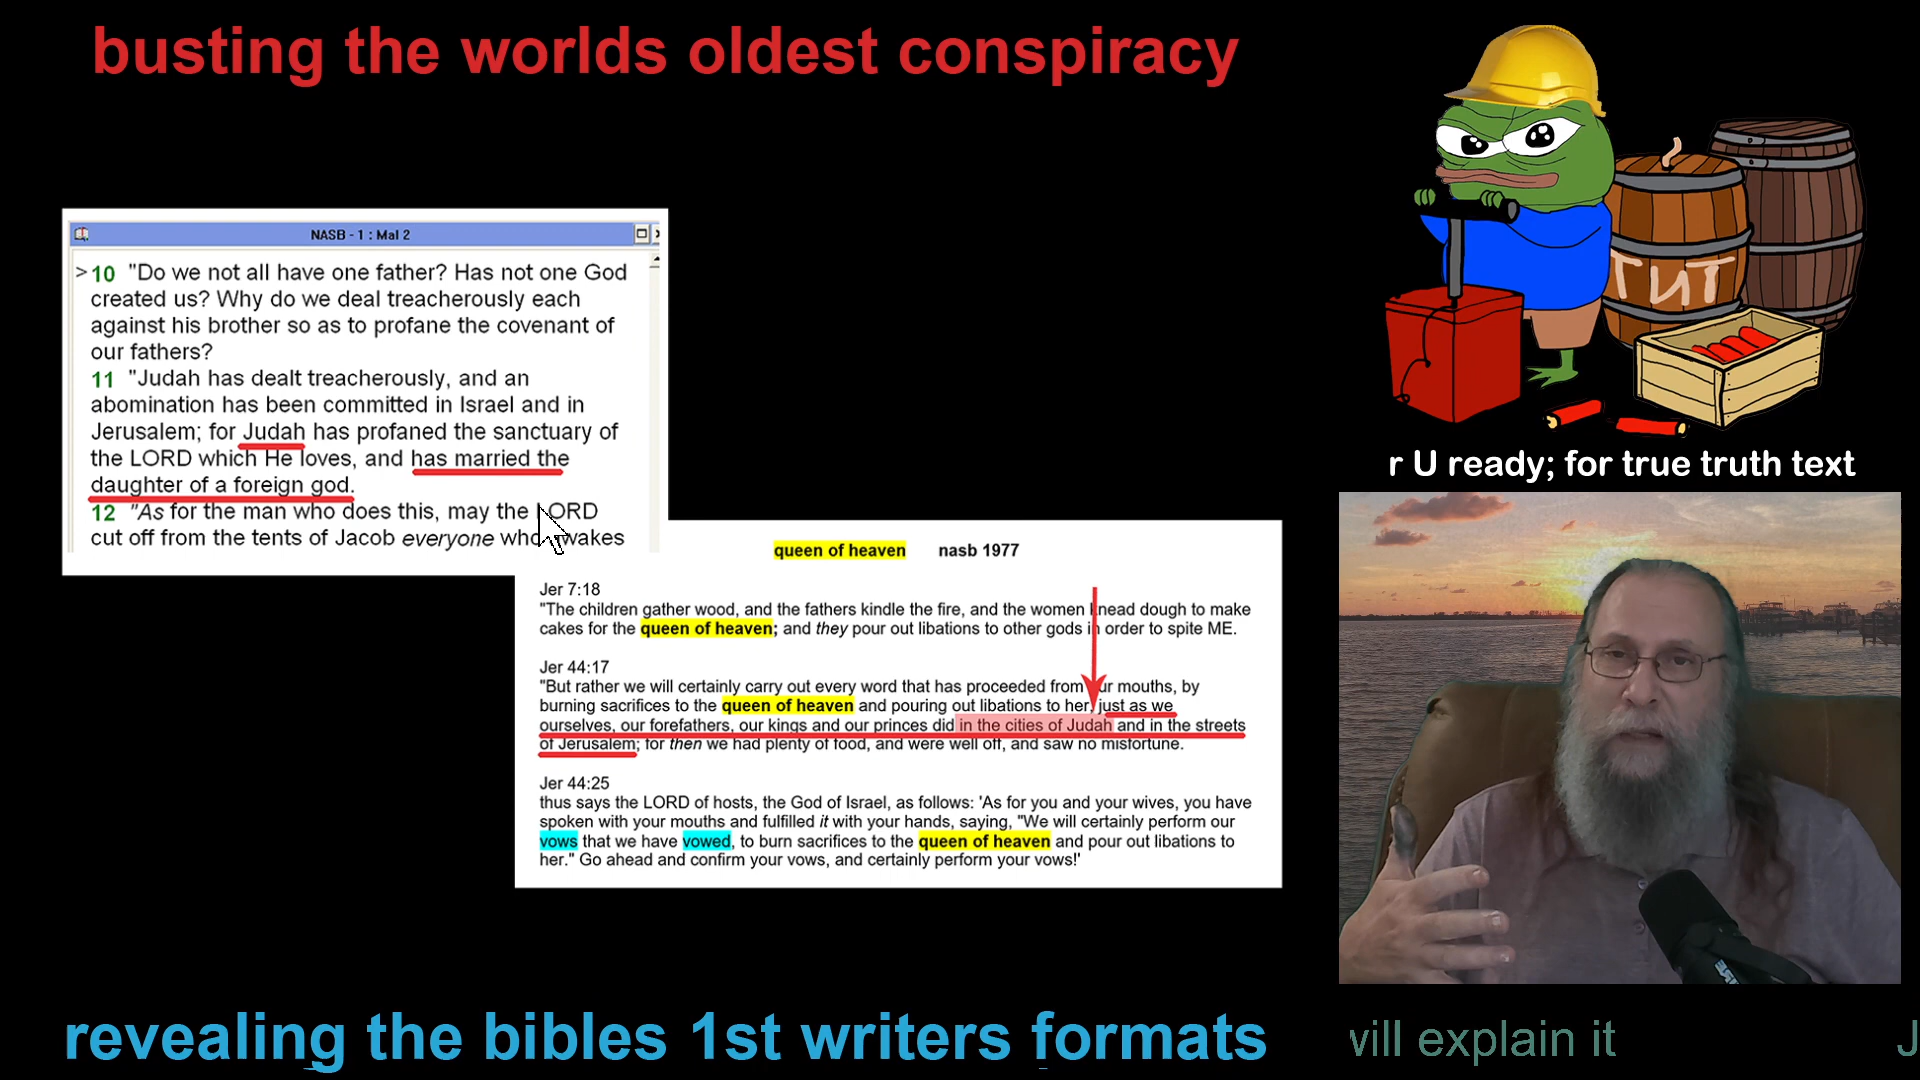 busting the worlds oldest conspiracy
NASB - 1 : Mal 2
>10 "Do we not all have one father? Has not one God
created us? Why do we deal treacherously each
against his brother so as to profane the covenant of
our fathers?
11 "Judah has dealt treacherously, and an
abomination has been committed in Israel and in
Jerusalem; for Judah has profaned the sanctuary of
the LORD which He loves, and has married the
daughter of a foreign god.
12 "As for the man who does this, may the LORD
cut off from the tents of Jacob everyone who awakes
queen of heaven nasb 1977
Jer 7:18
"The children gather wood, and the fathers kindle the fire, and the women knead dough to make
cakes for the queen of heaven; and they pour out libations to other gods in order to spite ME.
Jer 44:17
"But rather we will certainly carry out every word that has proceeded from our mouths, by
burning sacrifices to the queen of heaven and pouring out libations to her, just as we
ourselves, our forefathers, our kings and our princes did in the cities of Judah and in the streets
of Jerusalem; for then we had plenty of food, and were well off, and saw no misfortune.
Jer 44:25
thus says the LORD of hosts, the God of Israel, as follows: 'As for you and your wives, you have
spoken with your mouths and fulfilled it with your hands, saying, "We will certainly perform our
vows that we have vowed, to burn sacrifices to the queen of heaven and pour out libations to
her." Go ahead and confirm your vows, and certainly perform your vows!'
TNT
r U ready; for true truth text
revealing the bibles 1st writers formats
will explain it J